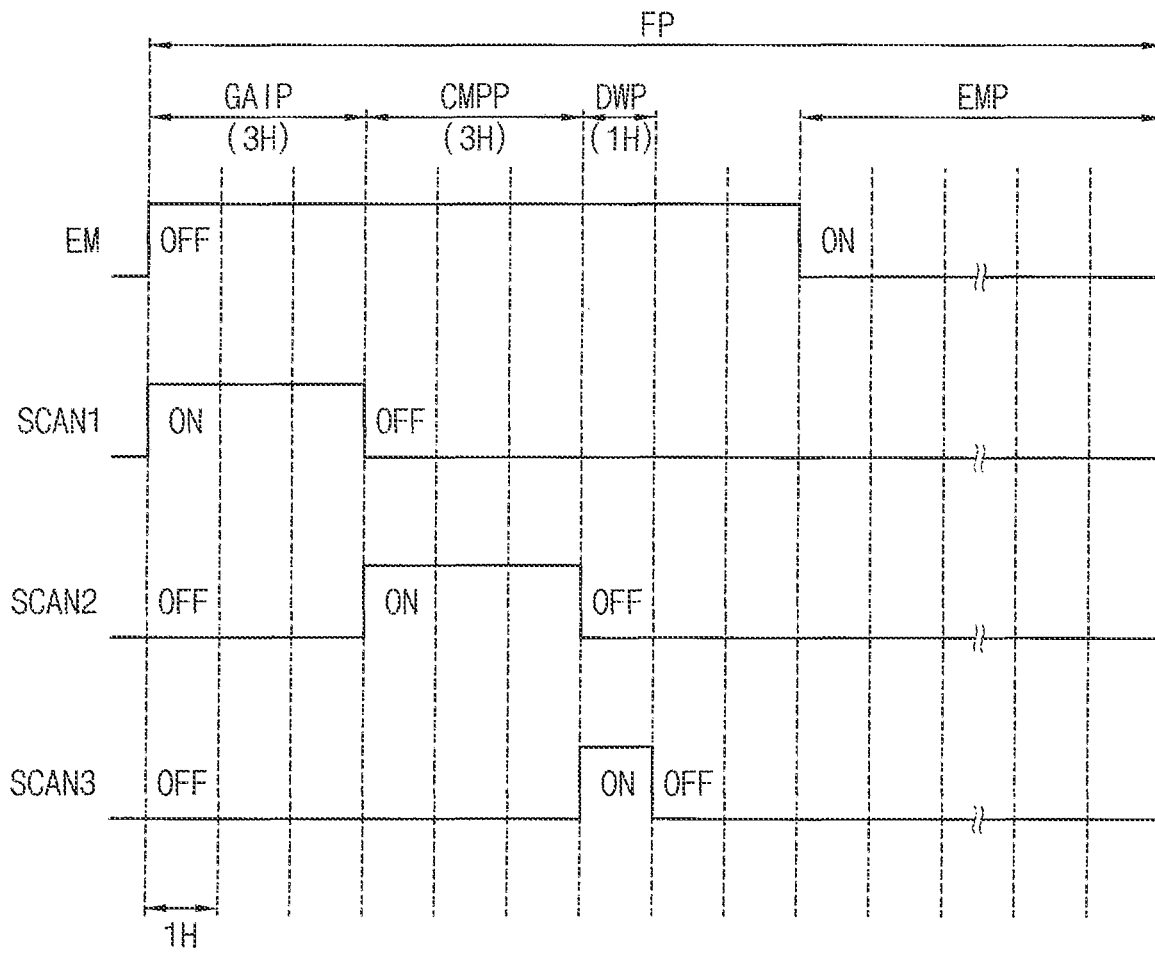 FP
GAIP CMPP DWP EMP
(3H) (3H) (1H)
EM OFF ON
SCAN1 ON OFF
SCAN2 OFF ON OFF
SCAN3 OFF ON OFF
1H